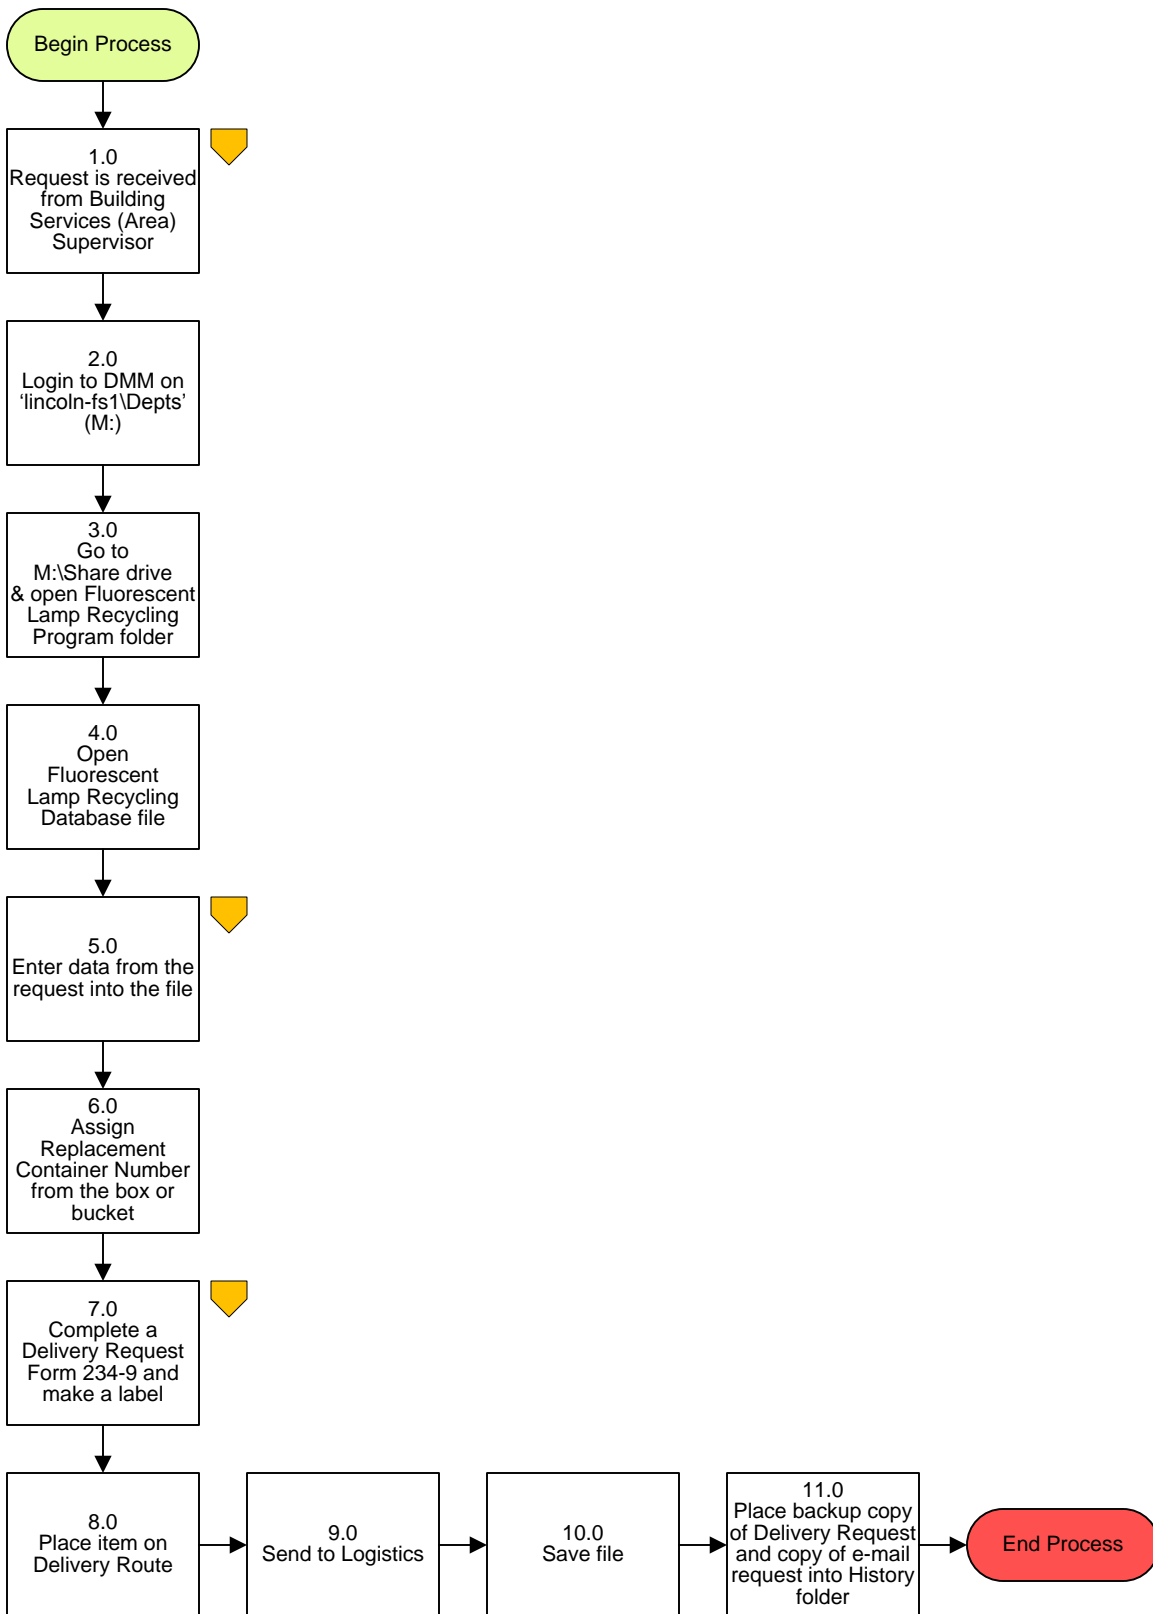 Begin Process
1.0
Request is received
from Building
Services (Area)
Supervisor
2.0
Login to DMM on
‘lincoln-fs1\Depts’
(M:)
3.0
Go to
M:\Share drive
& open Fluorescent
Lamp Recycling
Program folder
4.0
Open
Fluorescent
Lamp Recycling
Database file
5.0
Enter data from the
request into the file
6.0
Assign
Replacement
Container Number
from the box or
bucket
7.0
Complete a
Delivery Request
Form 234-9 and
make a label
8.0
Place item on
Delivery Route
9.0
Send to Logistics
10.0
Save file
11.0
Place backup copy
of Delivery Request
and copy of e-mail
request into History
folder
End Process